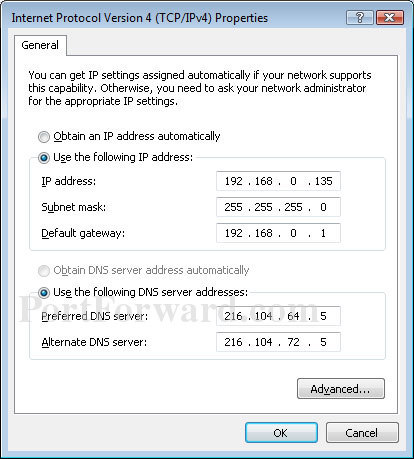 Internet Protocol Version 4 (TCP/IPv4) Properties
General
You can get IP settings assigned automatically if your network supports
this capability. Otherwise, you need to ask your network administrator
for the appropriate IP settings.
Obtain an IP address automatically
Use the following IP address:
IP address: 192 . 168 . 0 . 135
Subnet mask: 255 . 255 . 255 . 0
Default gateway: 192 . 168 . 0 . 1
Obtain DNS server address automatically
Use the following DNS server addresses:
PortForward.com
Preferred DNS server: 216 . 104 . 64 . 5
Alternate DNS server: 216 . 104 . 72 . 5
Advanced...
OK Cancel